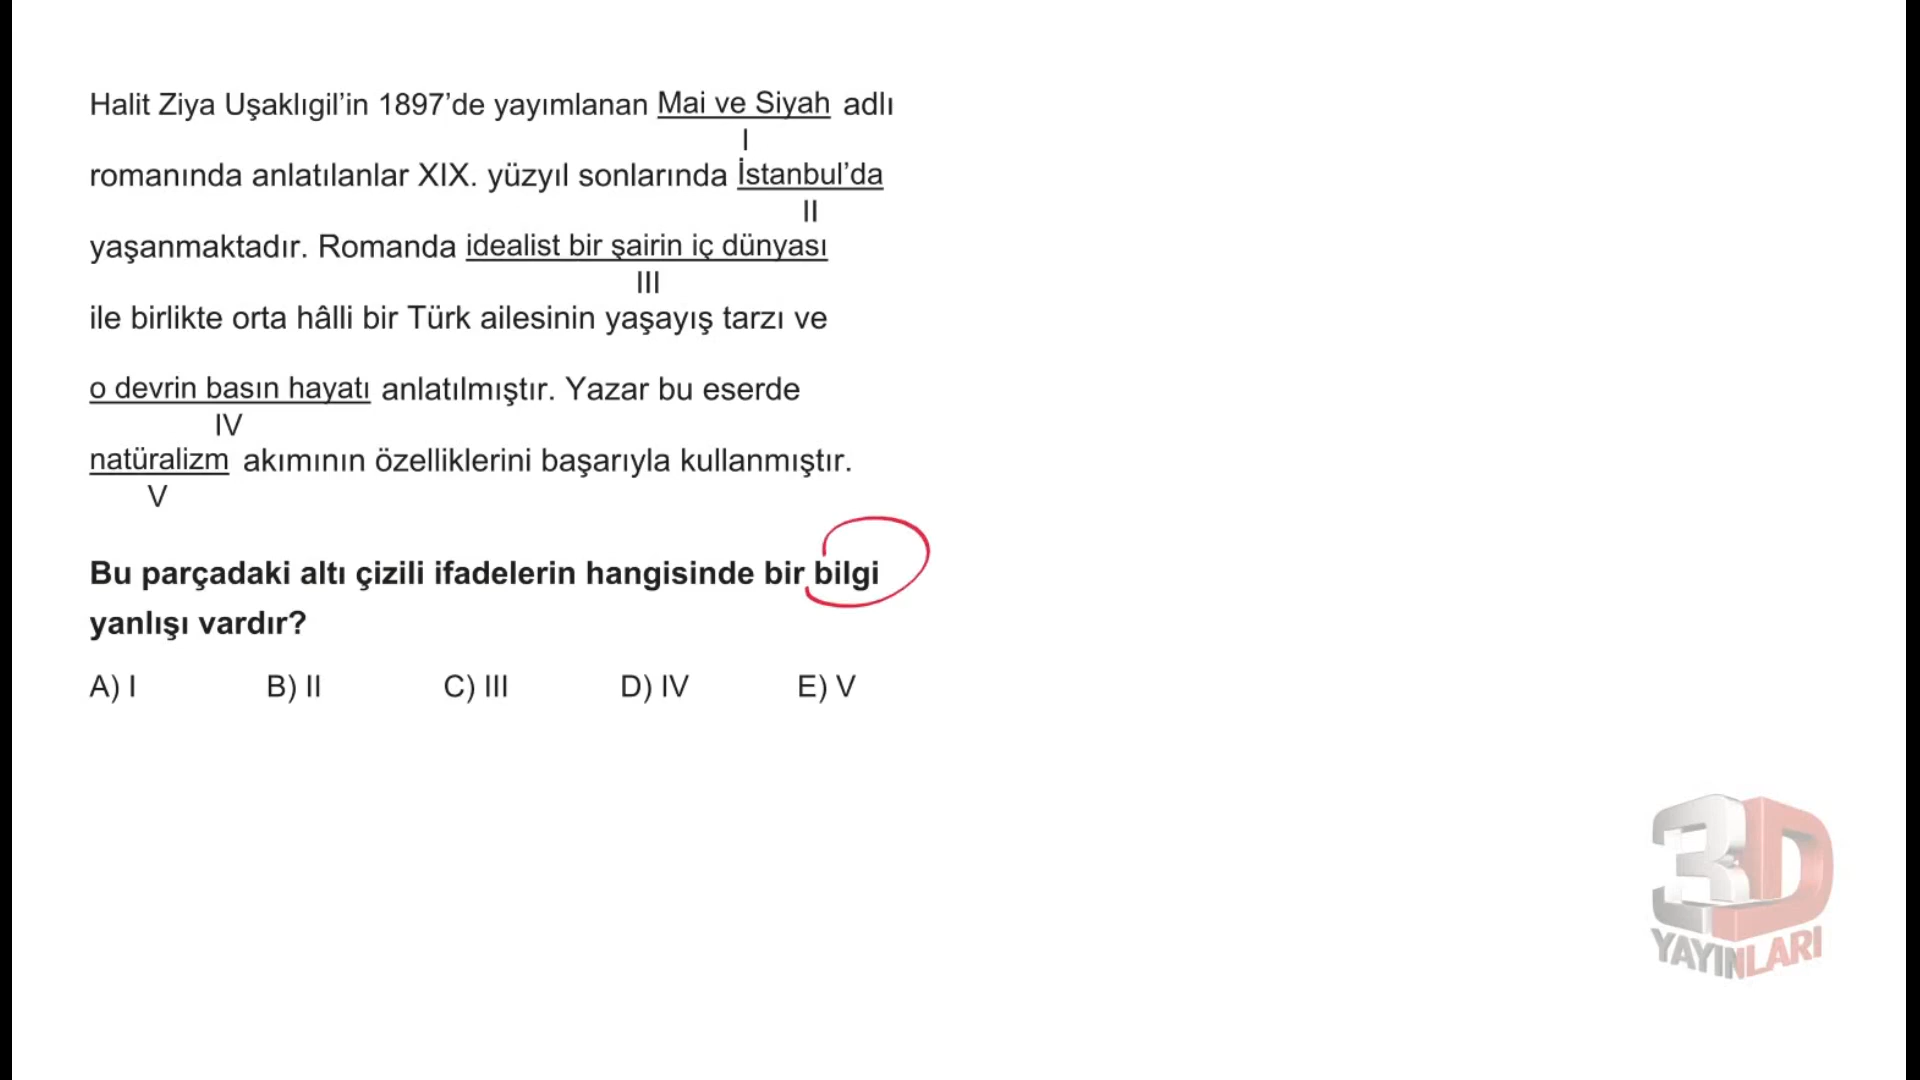 Halit Ziya Uşaklıgil’in 1897’de yayımlanan Mai ve Siyah adlı
I
romanında anlatılanlar XIX. yüzyıl sonlarında İstanbul’da
II
yaşanmaktadır. Romanda idealist bir şairin iç dünyası
III
ile birlikte orta hâlli bir Türk ailesinin yaşayış tarzı ve
o devrin basın hayatı anlatılmıştır. Yazar bu eserde
IV
natüralizm akımının özelliklerini başarıyla kullanmıştır.
V
Bu parçadaki altı çizili ifadelerin hangisinde bir bilgi
yanlışı vardır?
A) I B) II C) III D) IV E) V
3D
YAYINLARI